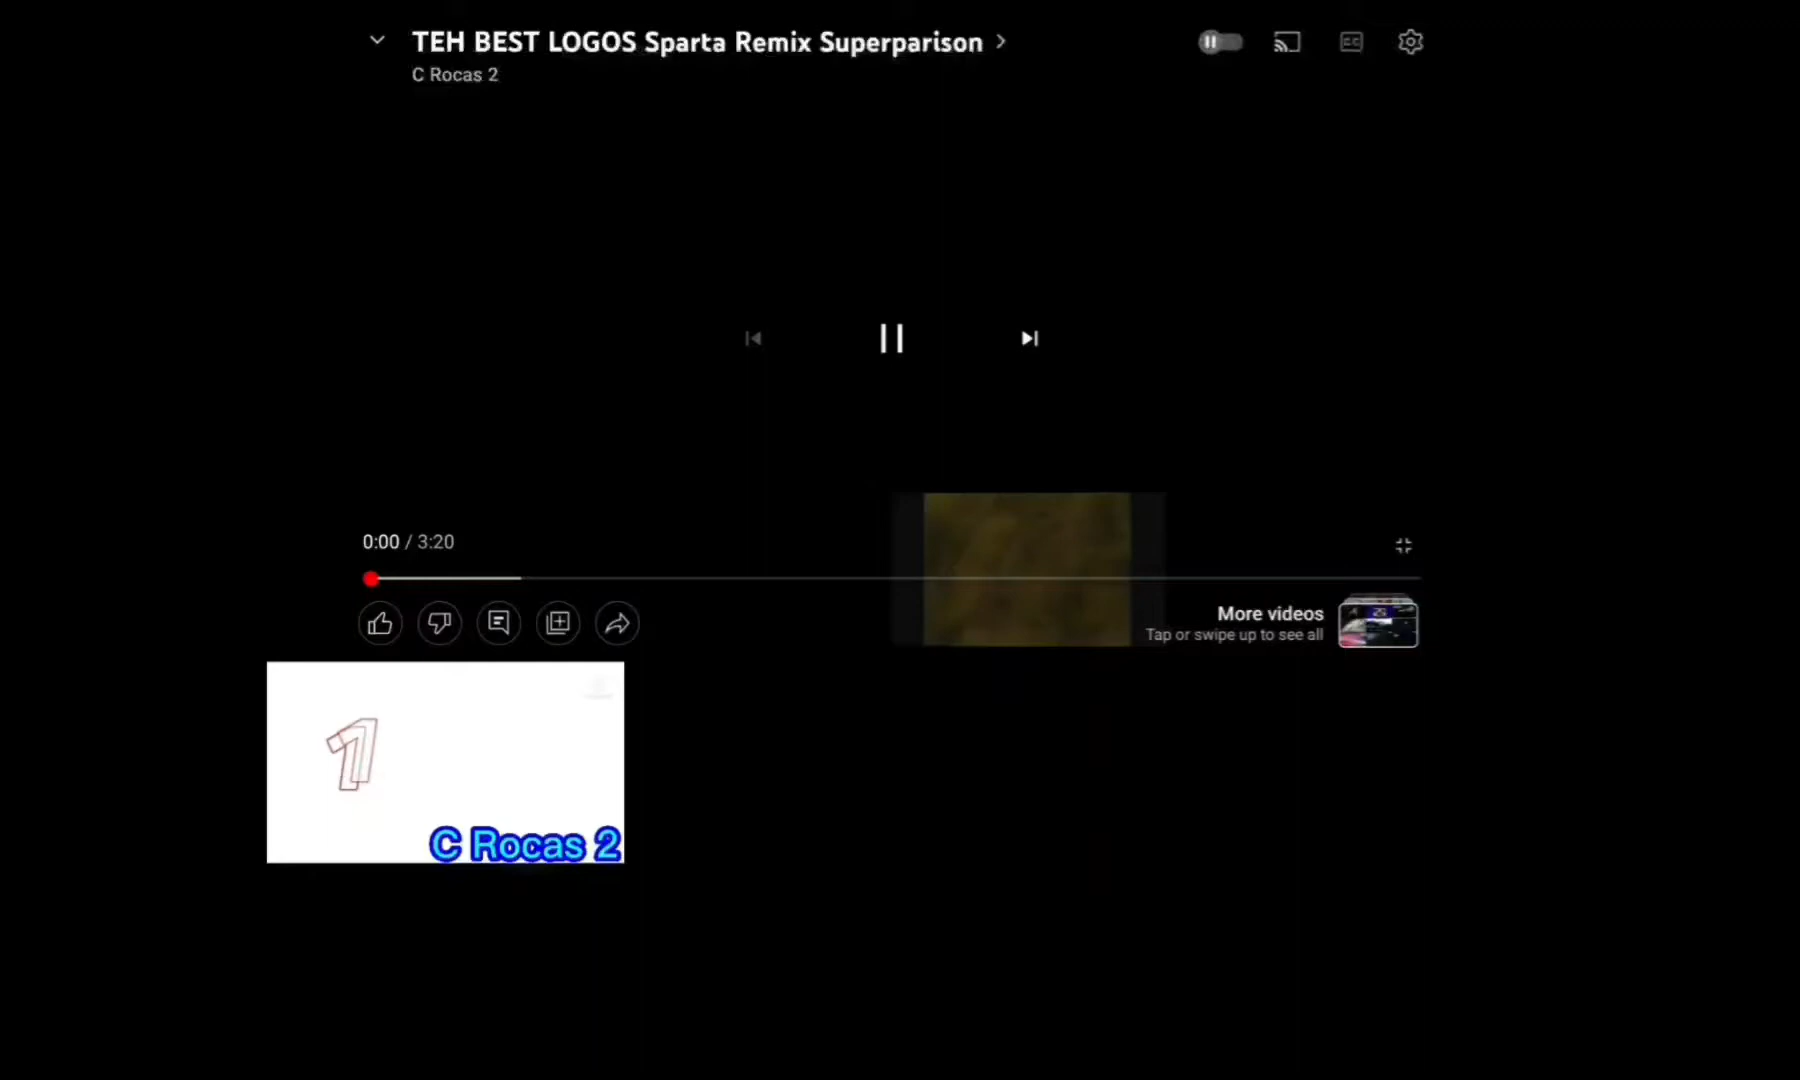 TEH BEST LOGOS Sparta Remix Superparison
C Rocas 2
CC
0:00 / 3:20
More videos
Tap or swipe up to see all
1
C Rocas 2